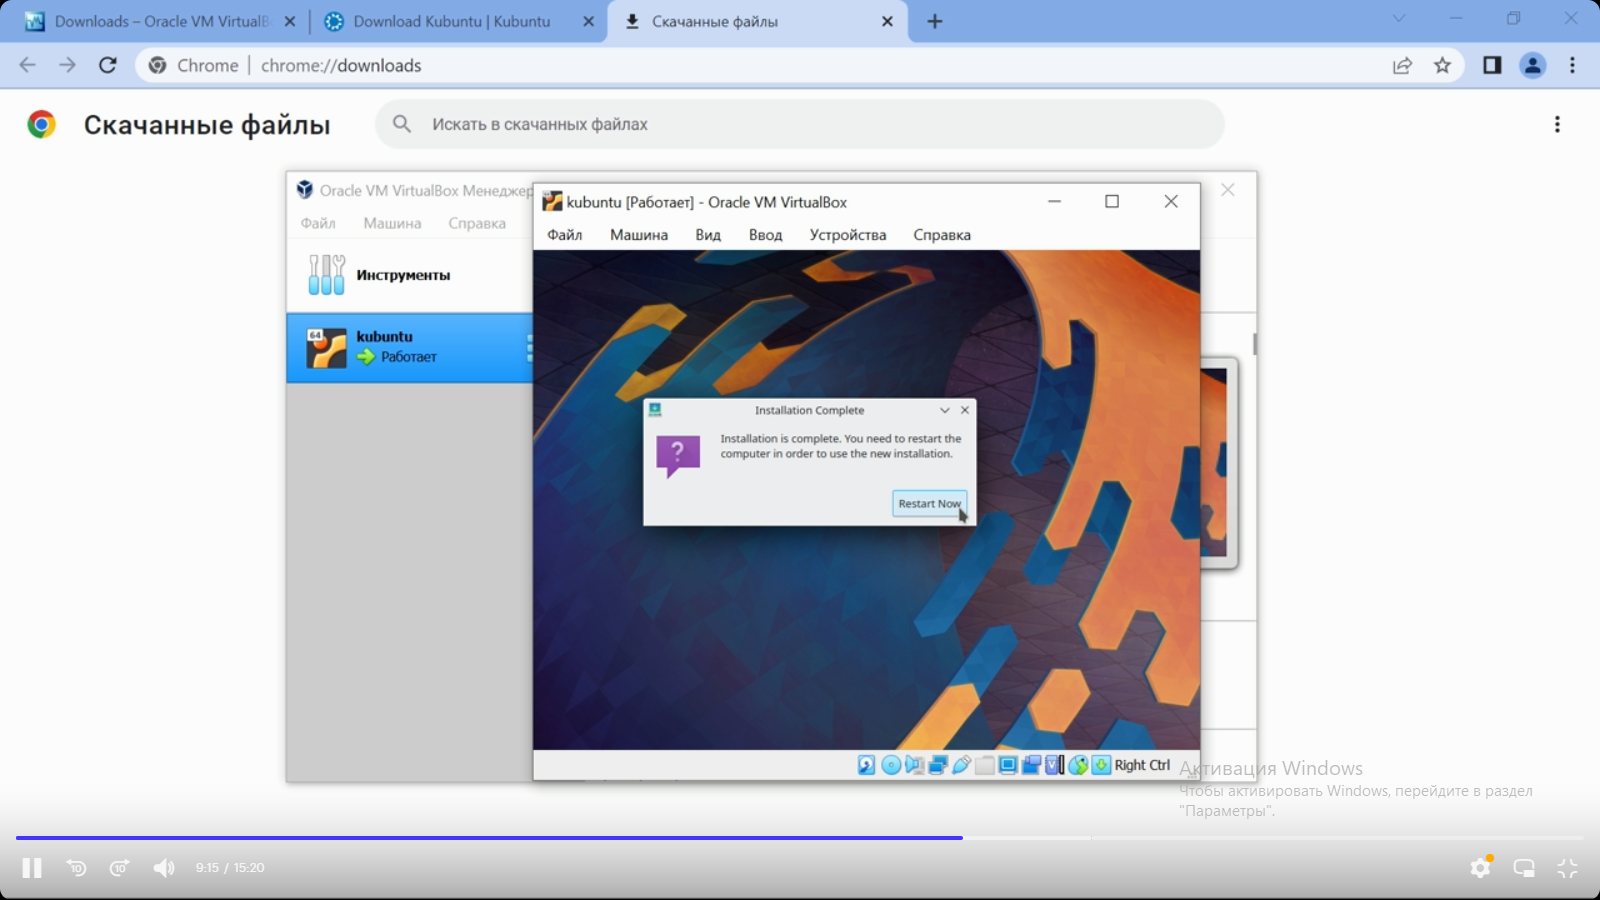 Downloads – Oracle VM VirtualB
Download Kubuntu | Kubuntu
Скачанные файлы
Chrome
chrome://downloads
Скачанные файлы
Искать в скачанных файлах
Oracle VM VirtualBox Менеджер
Файл Машина Справка
Инструменты
64
kubuntu
Работает
kubuntu [Работает] - Oracle VM VirtualBox
Файл Машина Вид Ввод Устройства Справка
Installation Complete
Installation is complete. You need to restart the
computer in order to use the new installation.
Restart Now
Right Ctrl
Активация Windows
Чтобы активировать Windows, перейдите в раздел
"Параметры".
10
10
9:15 / 15:20